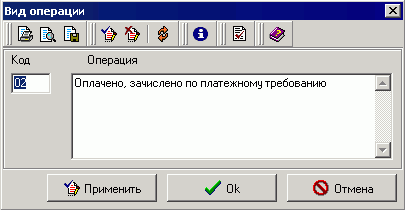 Вид операции
Код Операция
02 Оплачено, зачислено по платежному требованию
Применить Ok Отмена